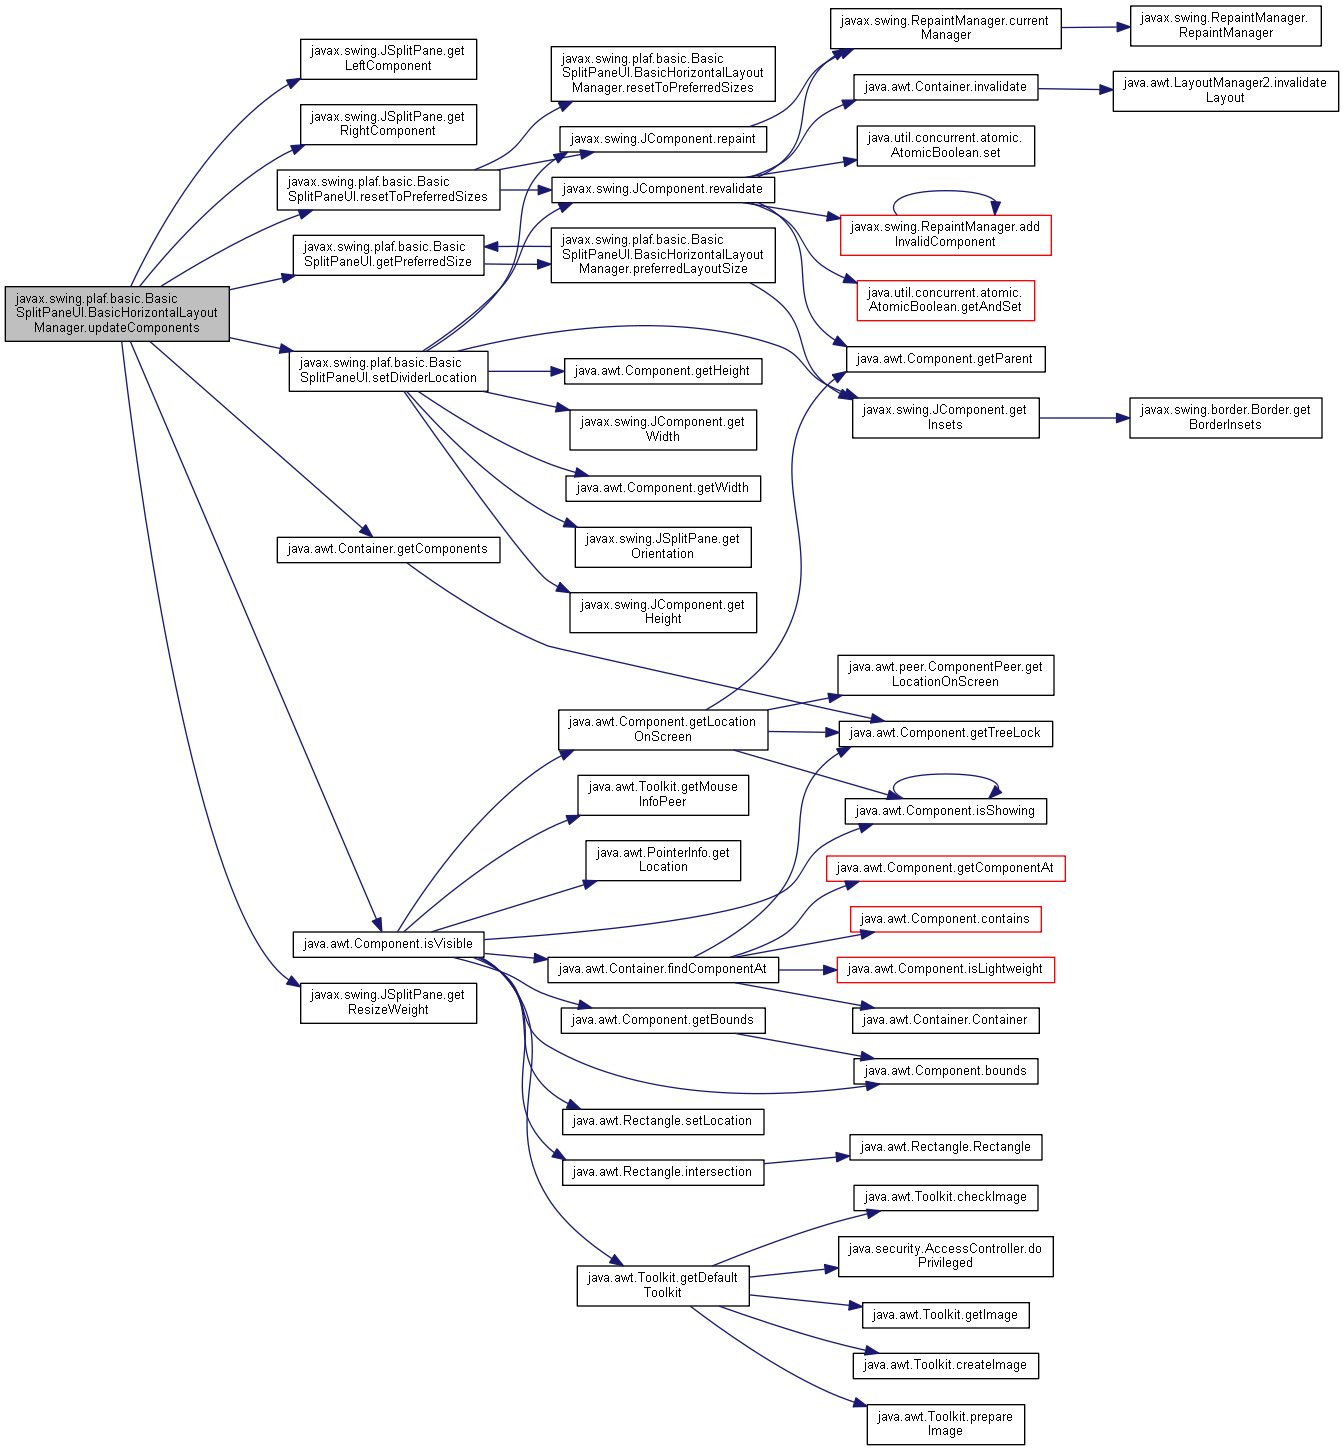 javax.swing.plaf.basic.Basic
SplitPaneUI.BasicHorizontalLayout
Manager.updateComponents
javax.swing.JSplitPane.get
LeftComponent
javax.swing.JSplitPane.get
RightComponent
javax.swing.plaf.basic.Basic
SplitPaneUI.resetToPreferredSizes
javax.swing.plaf.basic.Basic
SplitPaneUI.getPreferredSize
javax.swing.plaf.basic.Basic
SplitPaneUI.setDividerLocation
java.awt.Container.getComponents
java.awt.Component.isVisible
javax.swing.JSplitPane.get
ResizeWeight
javax.swing.plaf.basic.Basic
SplitPaneUI.BasicHorizontalLayout
Manager.resetToPreferredSizes
javax.swing.JComponent.repaint
javax.swing.JComponent.revalidate
javax.swing.plaf.basic.Basic
SplitPaneUI.BasicHorizontalLayout
Manager.preferredLayoutSize
java.awt.Component.getHeight
javax.swing.JComponent.get
Width
java.awt.Component.getWidth
javax.swing.JSplitPane.get
Orientation
javax.swing.JComponent.get
Height
java.awt.Component.getLocation
OnScreen
java.awt.Toolkit.getMouse
InfoPeer
java.awt.PointerInfo.get
Location
java.awt.Container.findComponentAt
java.awt.Component.getBounds
java.awt.Rectangle.setLocation
java.awt.Rectangle.intersection
java.awt.Toolkit.getDefault
Toolkit
javax.swing.RepaintManager.current
Manager
java.awt.Container.invalidate
java.util.concurrent.atomic.
AtomicBoolean.set
javax.swing.RepaintManager.add
InvalidComponent
java.util.concurrent.atomic.
AtomicBoolean.getAndSet
java.awt.Component.getParent
javax.swing.JComponent.get
Insets
java.awt.peer.ComponentPeer.get
LocationOnScreen
java.awt.Component.getTreeLock
java.awt.Component.isShowing
java.awt.Component.getComponentAt
java.awt.Component.contains
java.awt.Component.isLightweight
java.awt.Container.Container
java.awt.Component.bounds
java.awt.Rectangle.Rectangle
java.awt.Toolkit.checkImage
java.security.AccessController.do
Privileged
java.awt.Toolkit.getImage
java.awt.Toolkit.createImage
java.awt.Toolkit.prepare
Image
javax.swing.RepaintManager.
RepaintManager
java.awt.LayoutManager2.invalidate
Layout
javax.swing.border.Border.get
BorderInsets